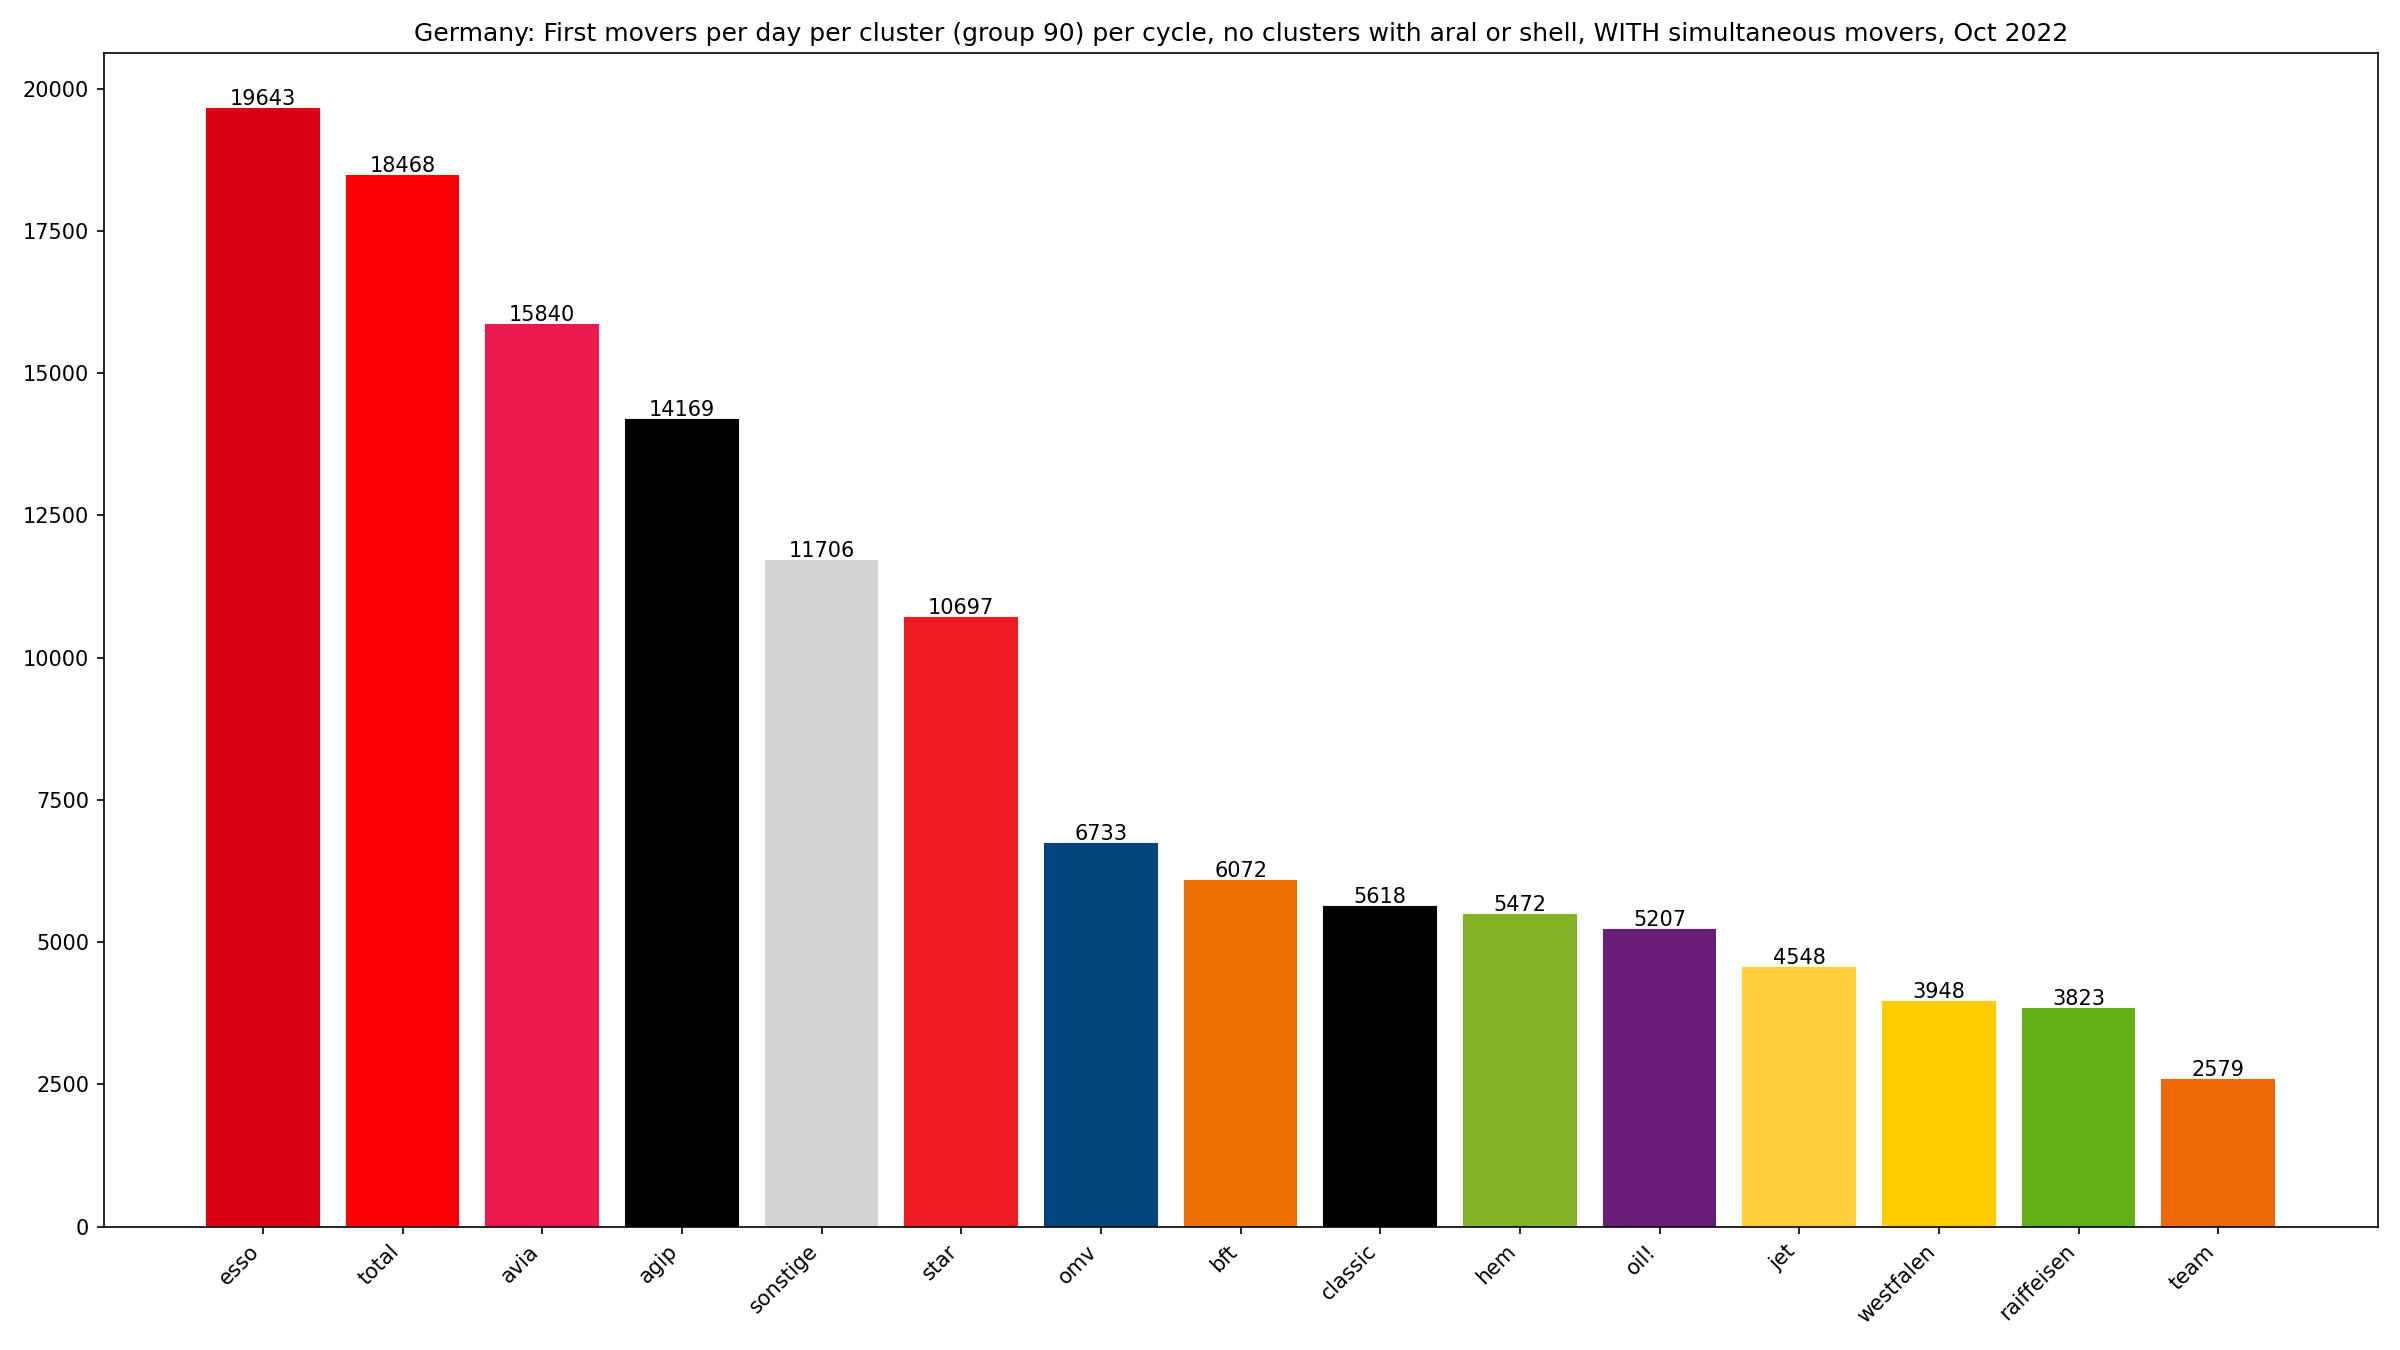 Germany: First movers per day per cluster (group 90) per cycle, no clusters with aral or shell, WITH simultaneous movers, Oct 2022
20000
17500
15000
12500
10000
7500
5000
2500
0
19643
18468
15840
14169
11706
10697
6733
6072
5618
5472
5207
4548
3948
3823
2579
esso
total
avia
agip
sonstige
star
omv
bft
classic
hem
oil!
jet
westfalen
raiffeisen
team